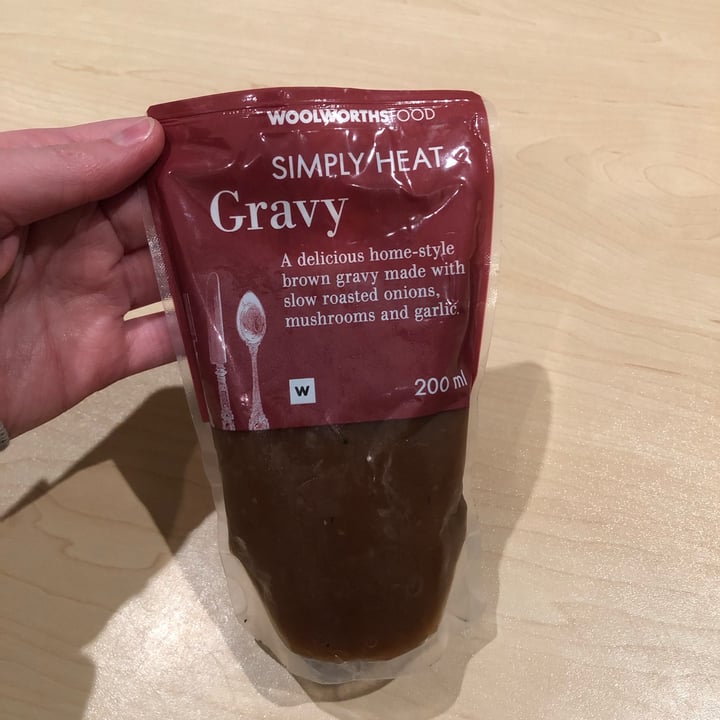 WOOLWORTHSFOOD
SIMPLY HEAT
Gravy
A delicious home-style
brown gravy made with
slow roasted onions,
mushrooms and garlic.
W
200 ml